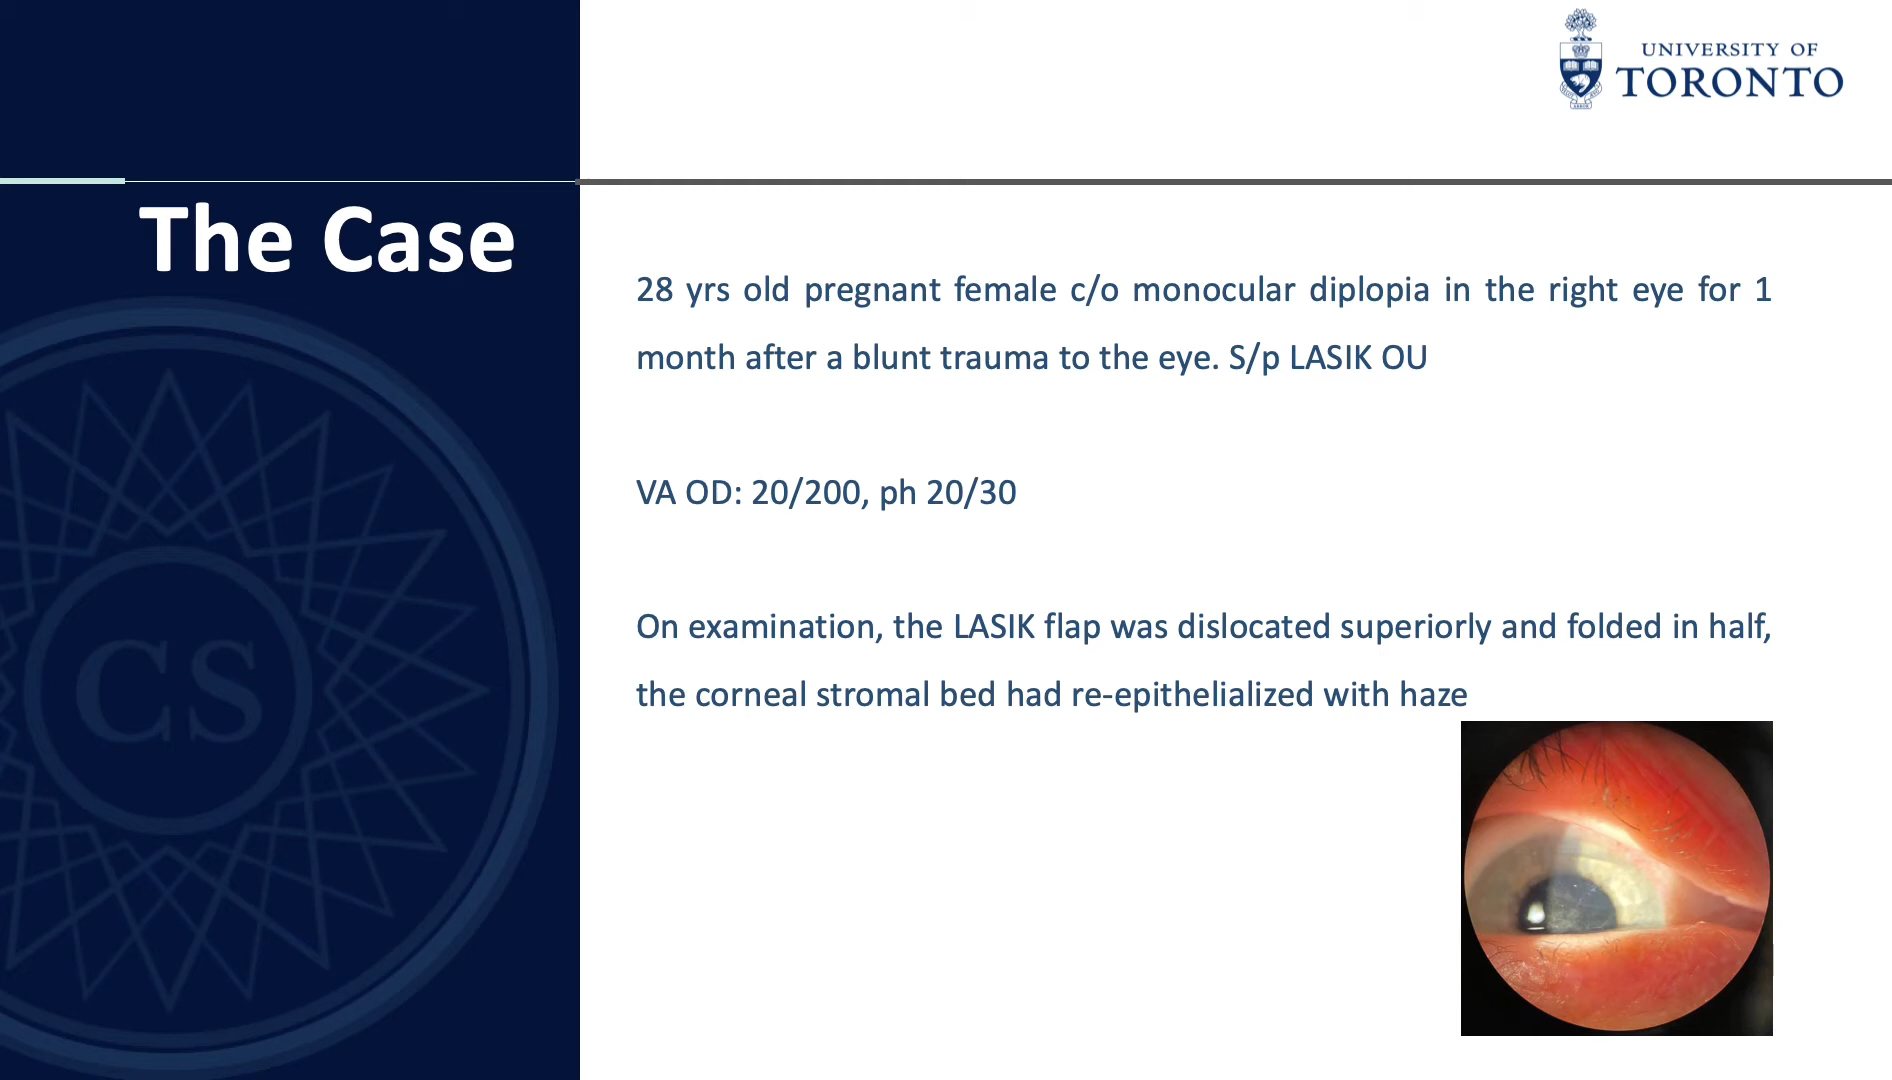 UNIVERSITY OF
TORONTO
The Case
28 yrs old pregnant female c/o monocular diplopia in the right eye for 1
month after a blunt trauma to the eye. S/p LASIK OU
VA OD: 20/200, ph 20/30
On examination, the LASIK flap was dislocated superiorly and folded in half,
the corneal stromal bed had re-epithelialized with haze
CS